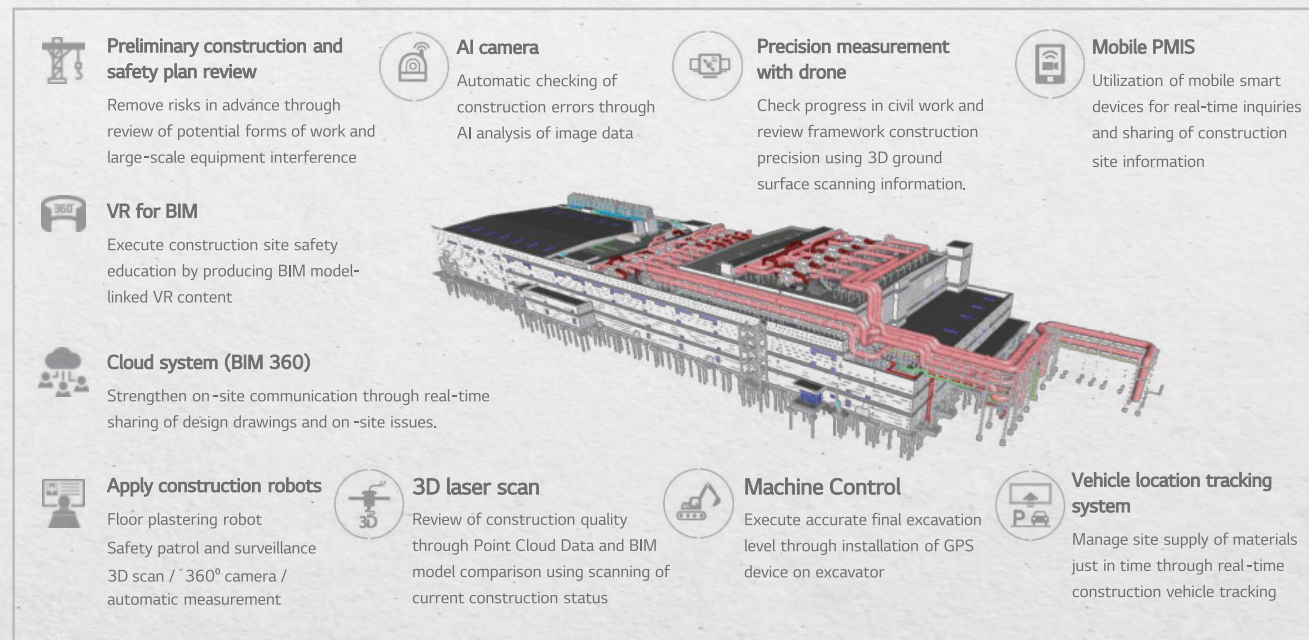 Preliminary construction and
safety plan review
Remove risks in advance through
review of potential forms of work and
large-scale equipment interference
AI camera
Automatic checking of
construction errors through
AI analysis of image data
Precision measurement
with drone
Check progress in civil work and
review framework construction
precision using 3D ground
surface scanning information.
Mobile PMIS
Utilization of mobile smart
devices for real-time inquiries
and sharing of construction
site information
360°
VR for BIM
Execute construction site safety
education by producing BIM model-
linked VR content
Cloud system (BIM 360)
Strengthen on-site communication through real-time
sharing of design drawings and on-site issues.
Apply construction robots
Floor plastering robot
Safety patrol and surveillance
3D scan / 360⁰ camera /
automatic measurement
3D
3D laser scan
Review of construction quality
through Point Cloud Data and BIM
model comparison using scanning of
current construction status
Machine Control
Execute accurate final excavation
level through installation of GPS
device on excavator
P
Vehicle location tracking
system
Manage site supply of materials
just in time through real-time
construction vehicle tracking